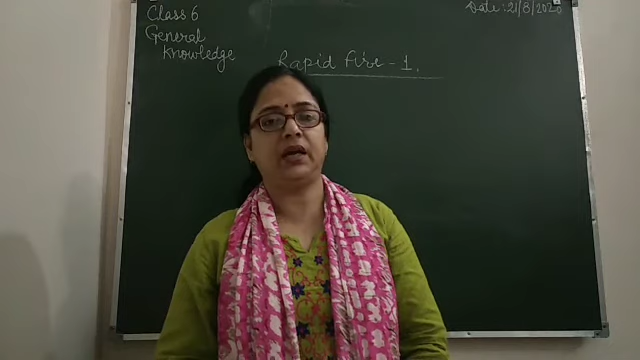 Class 6
General
Knowledge
Date : 21/8/2020
Rapid fire - 1.